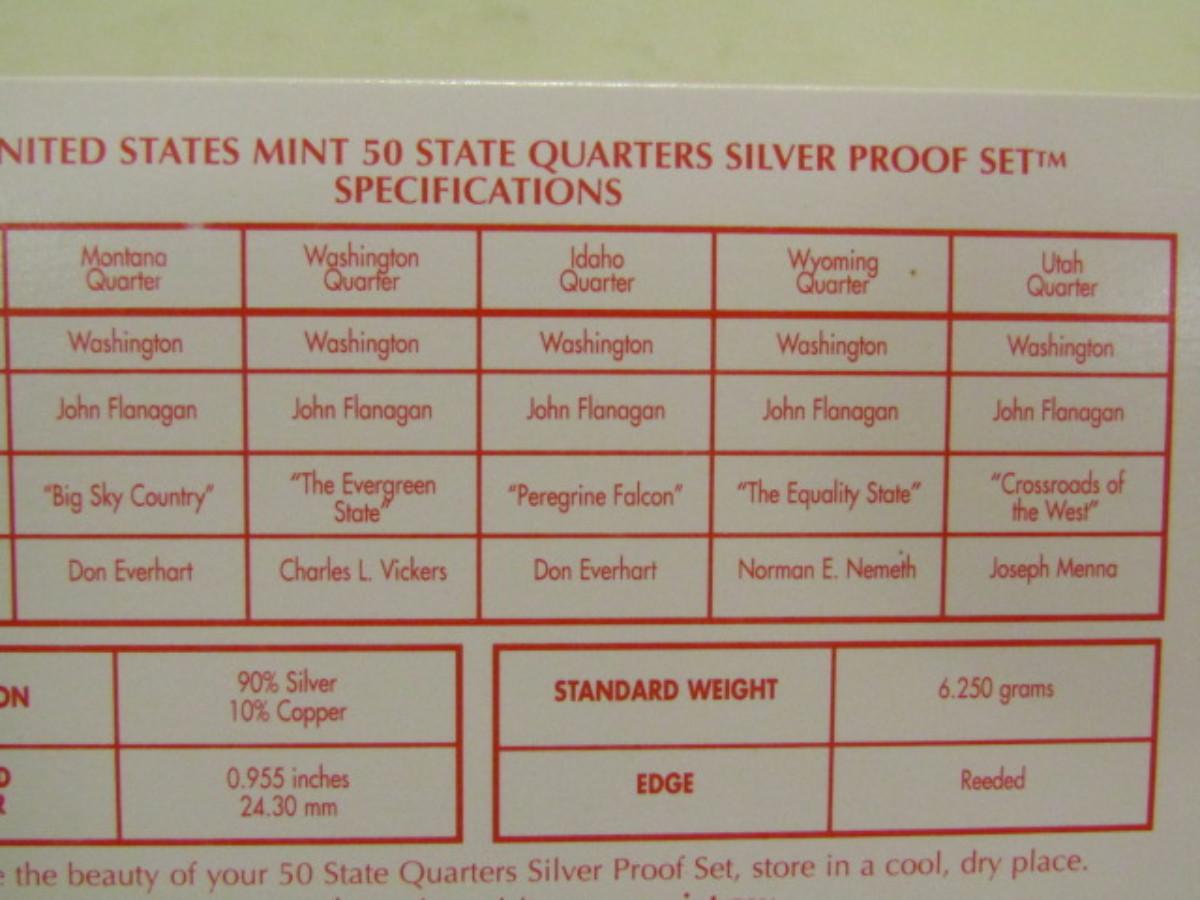 NITED STATES MINT 50 STATE QUARTERS SILVER PROOF SET™
SPECIFICATIONS
Montana Quarter Washington Quarter Idaho Quarter Wyoming Quarter Utah Quarter
Washington Washington Washington Washington Washington
John Flanagan John Flanagan John Flanagan John Flanagan John Flanagan
"Big Sky Country" "The Evergreen State" "Peregrine Falcon" "The Equality State" "Crossroads of the West"
Don Everhart Charles L. Vickers Don Everhart Norman E. Nemeth Joseph Menna
ON 90% Silver
10% Copper
STANDARD WEIGHT 6.250 grams
D
R 0.955 inches
24.30 mm
EDGE Reeded
e the beauty of your 50 State Quarters Silver Proof Set, store in a cool, dry place.